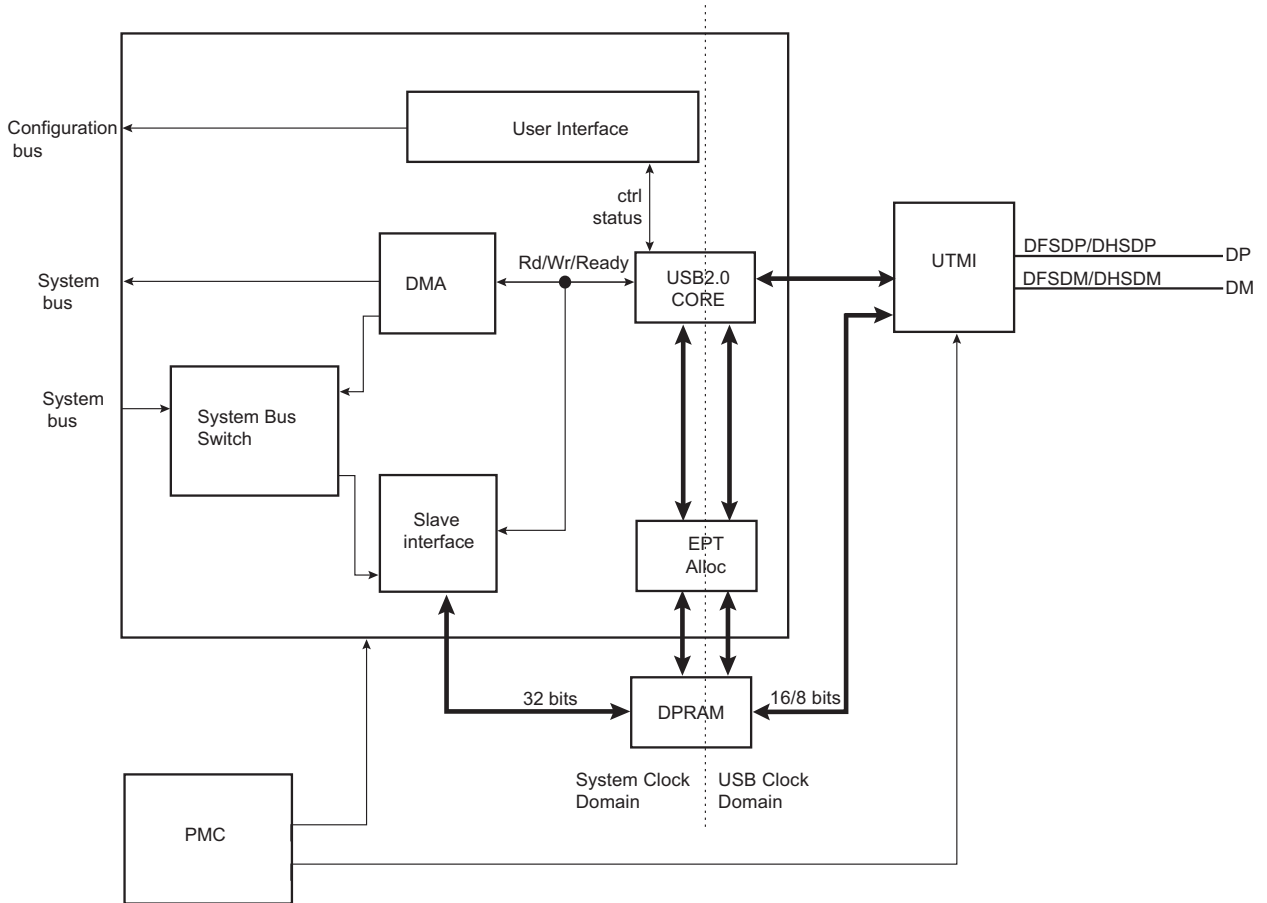 User Interface
Configuration
bus
ctrl
status
System
bus
DMA
Rd/Wr/Ready
USB2.0
CORE
UTMI
DFSDP/DHSDP
DP
DFSDM/DHSDM
DM
System
bus
System Bus
Switch
Slave
interface
EPT
Alloc
32 bits
DPRAM
16/8 bits
System Clock
Domain
USB Clock
Domain
PMC